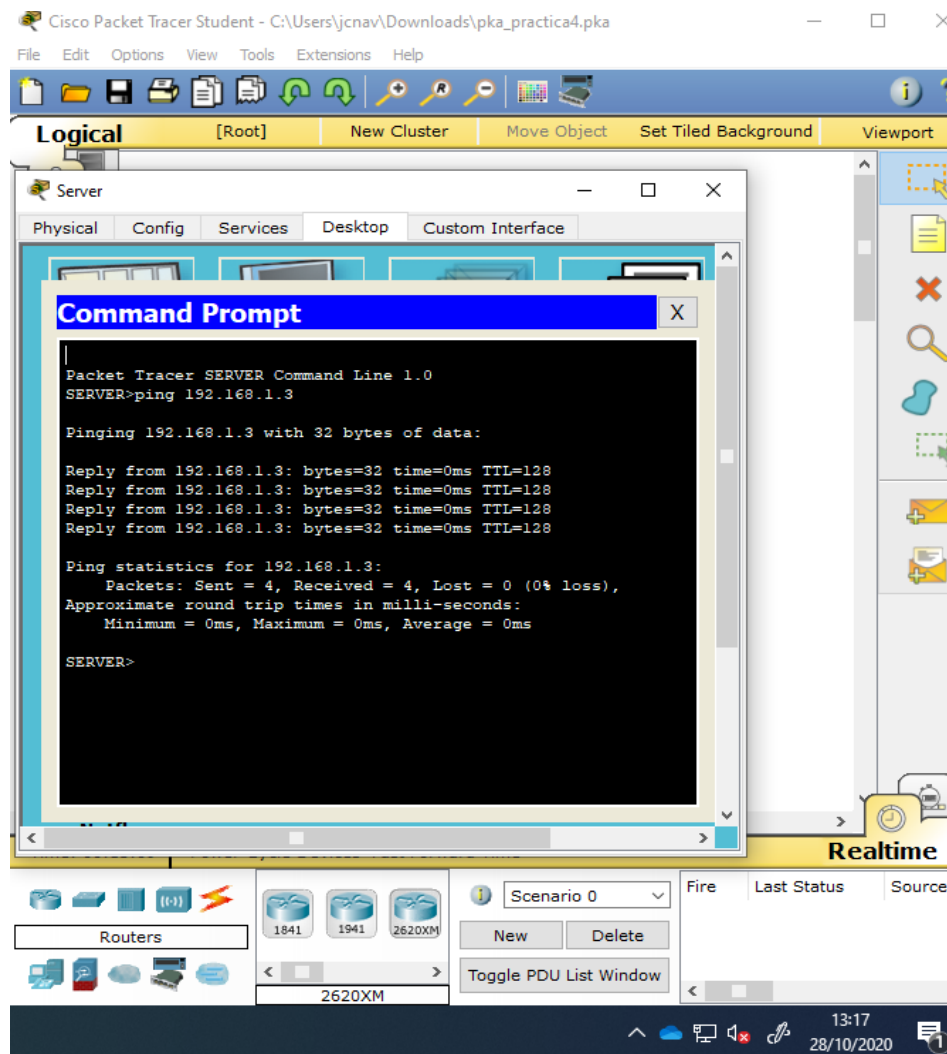 Cisco Packet Tracer Student - C:\Users\jcnav\Downloads\pka_practica4.pka
File Edit Options View Tools Extensions Help
Logical [Root] New Cluster Move Object Set Tiled Background Viewport
Server
Physical Config Services Desktop Custom Interface
Command Prompt X
Packet Tracer SERVER Command Line 1.0
SERVER>ping 192.168.1.3
Pinging 192.168.1.3 with 32 bytes of data:
Reply from 192.168.1.3: bytes=32 time=0ms TTL=128
Reply from 192.168.1.3: bytes=32 time=0ms TTL=128
Reply from 192.168.1.3: bytes=32 time=0ms TTL=128
Reply from 192.168.1.3: bytes=32 time=0ms TTL=128
Ping statistics for 192.168.1.3:
Packets: Sent = 4, Received = 4, Lost = 0 (0% loss),
Approximate round trip times in milli-seconds:
Minimum = 0ms, Maximum = 0ms, Average = 0ms
SERVER>
Realtime
Routers
1841 1941 2620XM
2620XM
Scenario 0
New Delete
Toggle PDU List Window
Fire Last Status Source
13:17
28/10/2020
1